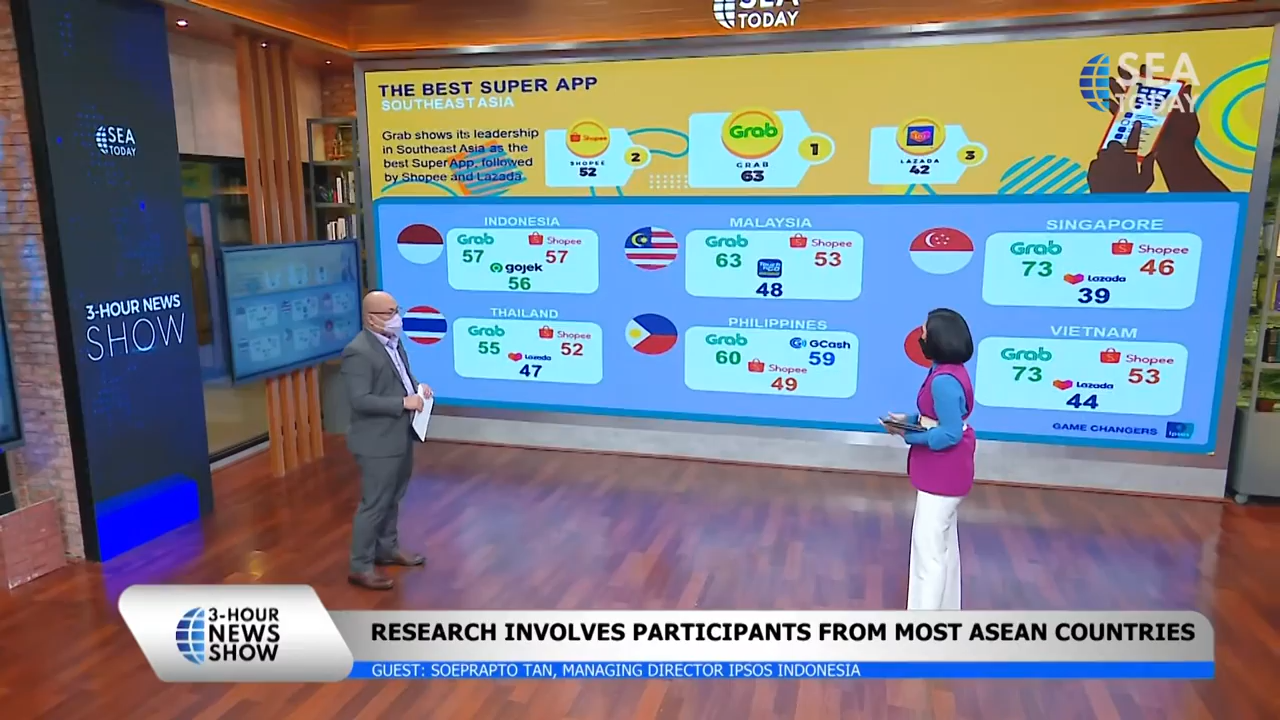 SEA
TODAY
SEA
TODAY
SEA
TODAY
3-HOUR NEWS
SHOW
THE BEST SUPER APP
SOUTHEAST ASIA
Grab shows its leadership
in Southeast Asia as the
best Super App, followed
by Shopee and Lazada
Shopee
SHOPEE
52
2
Grab
GRAB
63
1
LAZADA
42
3
INDONESIA
Grab
57
Shopee
57
gojek
56
MALAYSIA
Grab
63
Shopee
53
48
SINGAPORE
Grab
73
Shopee
46
Lazada
39
THAILAND
Grab
55
Shopee
52
Lazada
47
PHILIPPINES
Grab
60
GCash
59
Shopee
49
VIETNAM
Grab
73
Shopee
53
Lazada
44
GAME CHANGERS
Ipsos
3-HOUR
NEWS
SHOW
RESEARCH INVOLVES PARTICIPANTS FROM MOST ASEAN COUNTRIES
GUEST: SOEPRAPTO TAN, MANAGING DIRECTOR IPSOS INDONESIA